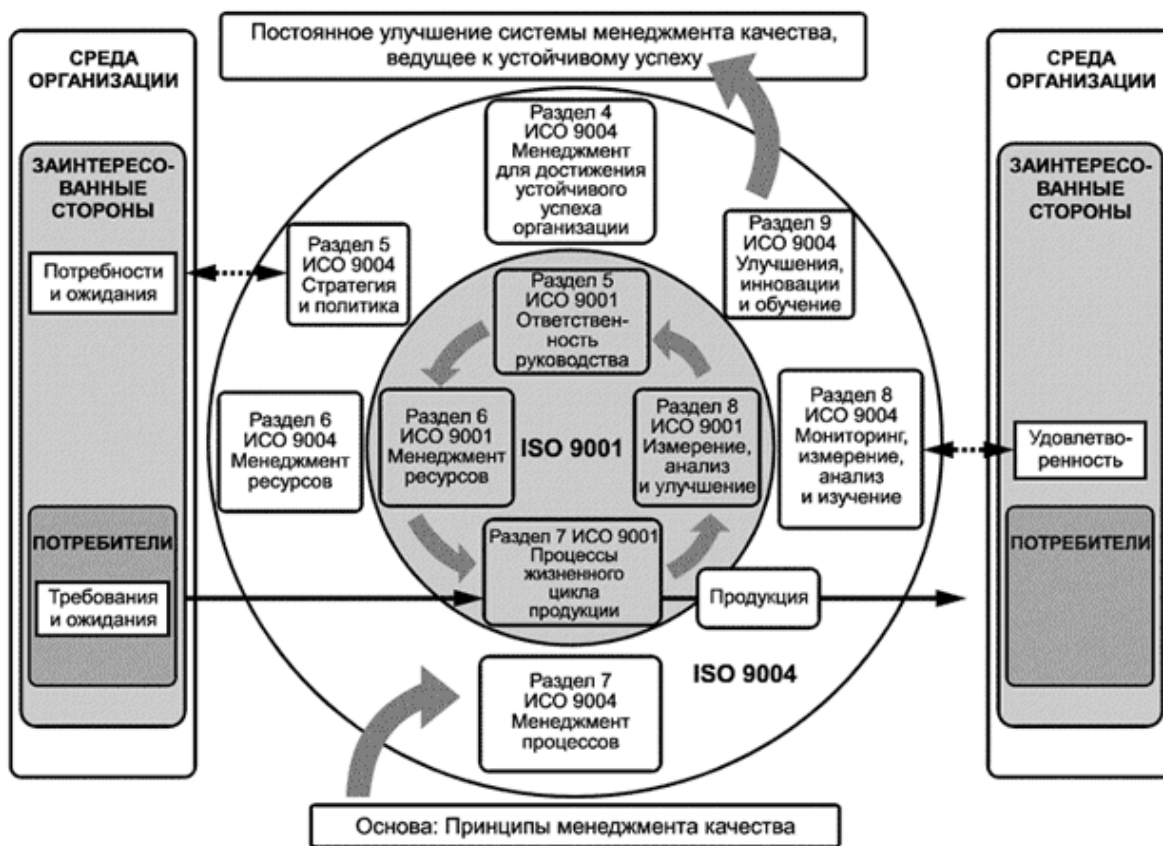 Постоянное улучшение системы менеджмента качества,
ведущее к устойчивому успеху
СРЕДА
ОРГАНИЗАЦИИ
ЗАИНТЕРЕСО-
ВАННЫЕ
СТОРОНЫ
Потребности
и ожидания
ПОТРЕБИТЕЛИ
Требования
и ожидания
Раздел 4
ИСО 9004
Менеджмент
для достижения
устойчивого
успеха
организации
Раздел 5
ИСО 9004
Стратегия
и политика
Раздел 9
ИСО 9004
Улучшения,
инновации
и обучение
Раздел 5
ИСО 9001
Ответствен-
ность
руководства
Раздел 6
ИСО 9004
Менеджмент
ресурсов
Раздел 6
ИСО 9001
Менеджмент
ресурсов
ISO 9001
Раздел 8
ИСО 9001
Измерение,
анализ
и улучшение
Раздел 8
ИСО 9004
Мониторинг,
измерение,
анализ
и изучение
Раздел 7 ИСО 9001
Процессы
жизненного
цикла
продукции
Продукция
ISO 9004
Раздел 7
ИСО 9004
Менеджмент
процессов
СРЕДА
ОРГАНИЗАЦИИ
ЗАИНТЕРЕСО-
ВАННЫЕ
СТОРОНЫ
Удовлетво-
ренность
ПОТРЕБИТЕЛИ
Основа: Принципы менеджмента качества